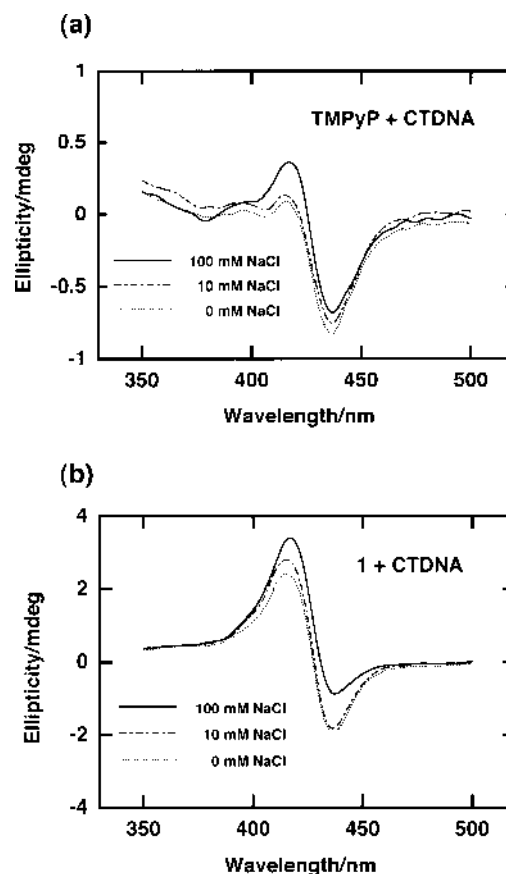 (a)
1
0.5
0
-0.5
-1
Ellipticity/mdeg
TMPyP + CTDNA
100 mM NaCl
10 mM NaCl
0 mM NaCl
350 400 450 500
Wavelength/nm
(b)
4
2
0
-2
-4
Ellipticity/mdeg
1 + CTDNA
100 mM NaCl
10 mM NaCl
0 mM NaCl
350 400 450 500
Wavelength/nm